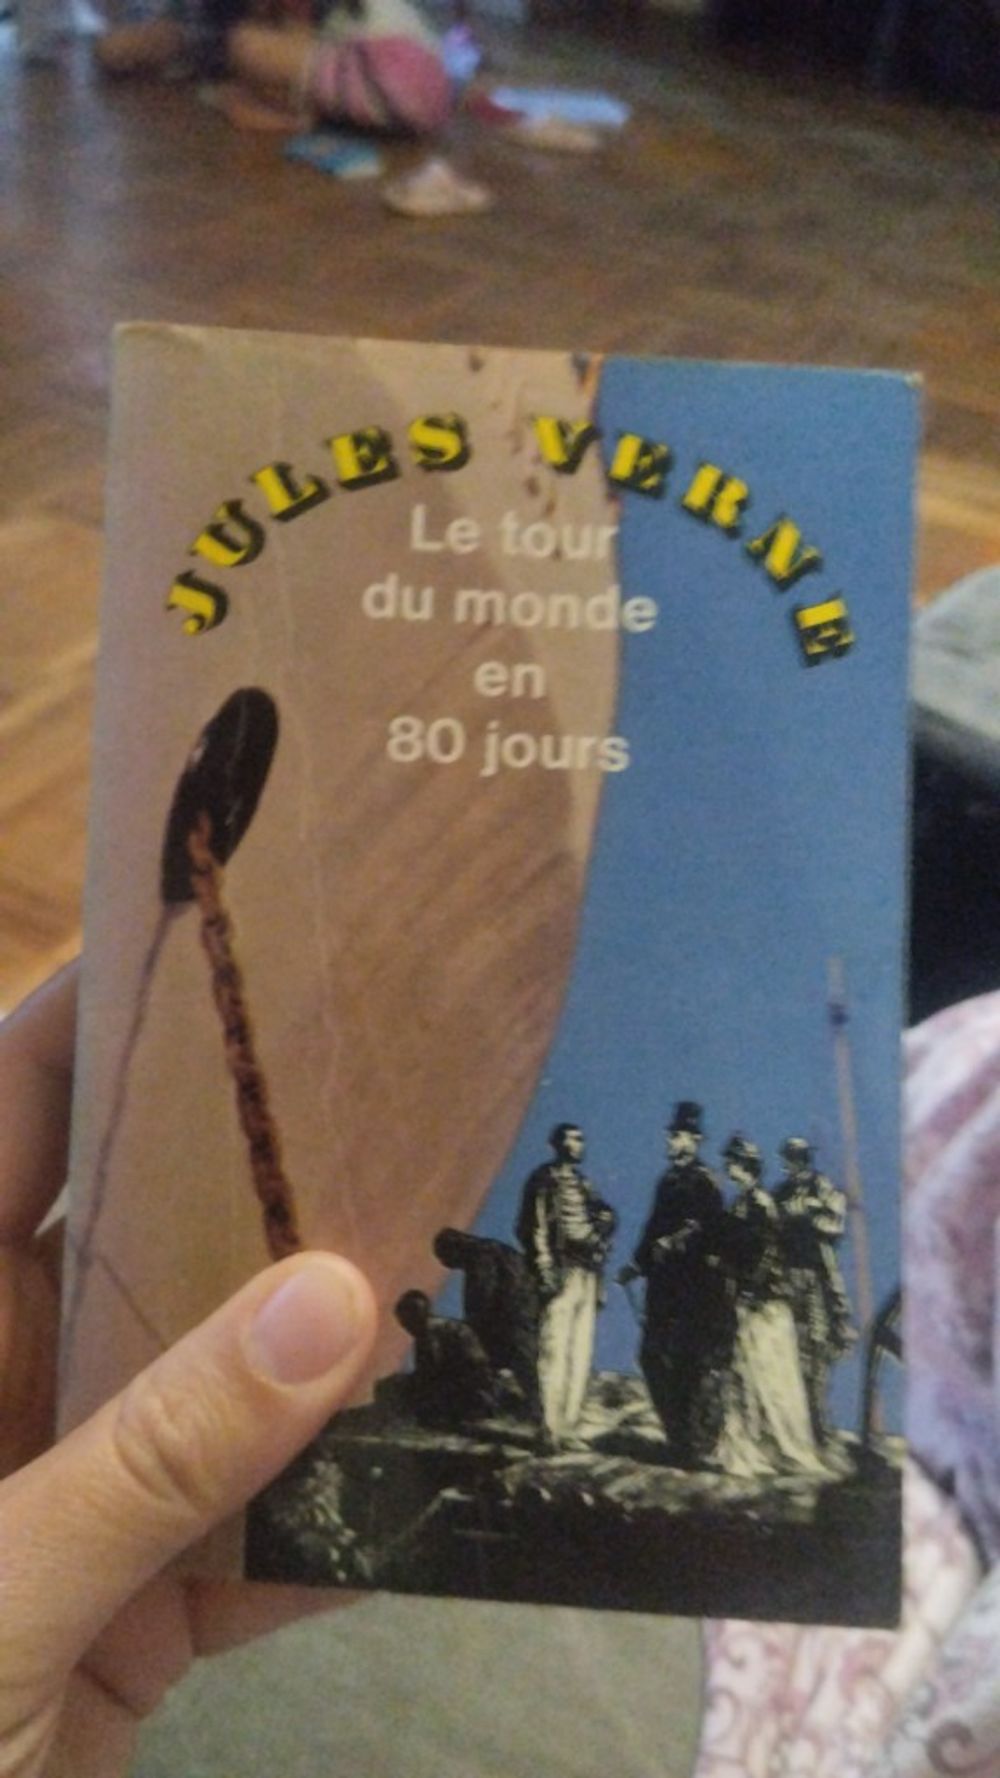 JULES VERNE
Le tour
du monde
en
80 jours